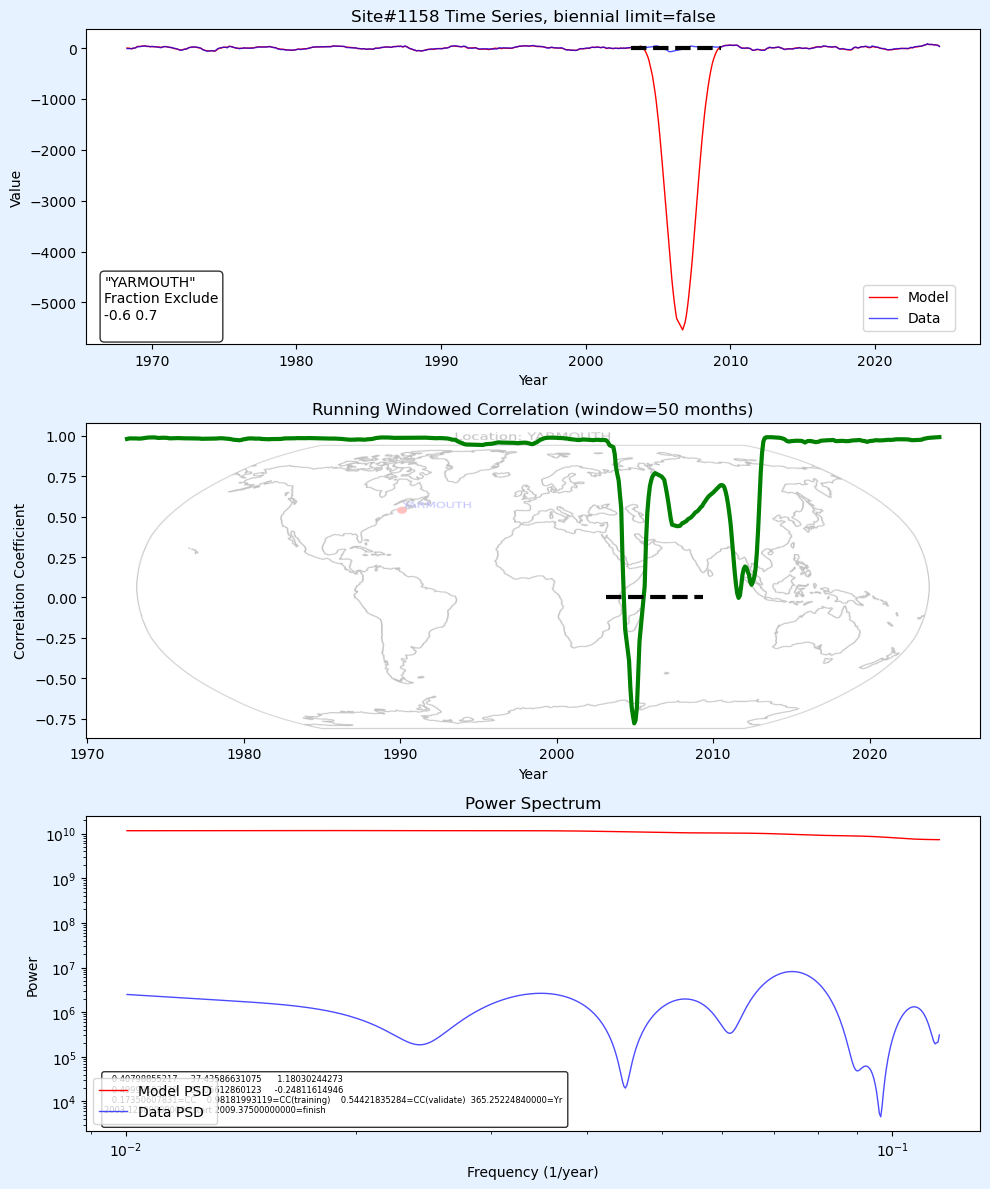 Site#1158 Time Series, biennial limit=false
0
−1000
−2000
−3000
−4000
−5000
Value
"YARMOUTH"
Fraction Exclude
-0.6 0.7
Model
Data
1970
1980
1990
2000
2010
2020
Year
Running Windowed Correlation (window=50 months)
Location: YARMOUTH
YARMOUTH
1.00
0.75
0.50
0.25
0.00
−0.25
−0.50
−0.75
Correlation Coefficient
1970
1980
1990
2000
2010
2020
Year
Power Spectrum
10^10
10^9
10^8
10^7
10^6
10^5
10^4
Power
37.43586631075 1.18030244273
-0.24811614946
0.98181993119=CC(training) 0.54421835284=CC(validate) 365.25224840000=Yr
2009.37500000000=finish
Model PSD
Data PSD
10^−2
10^−1
Frequency (1/year)